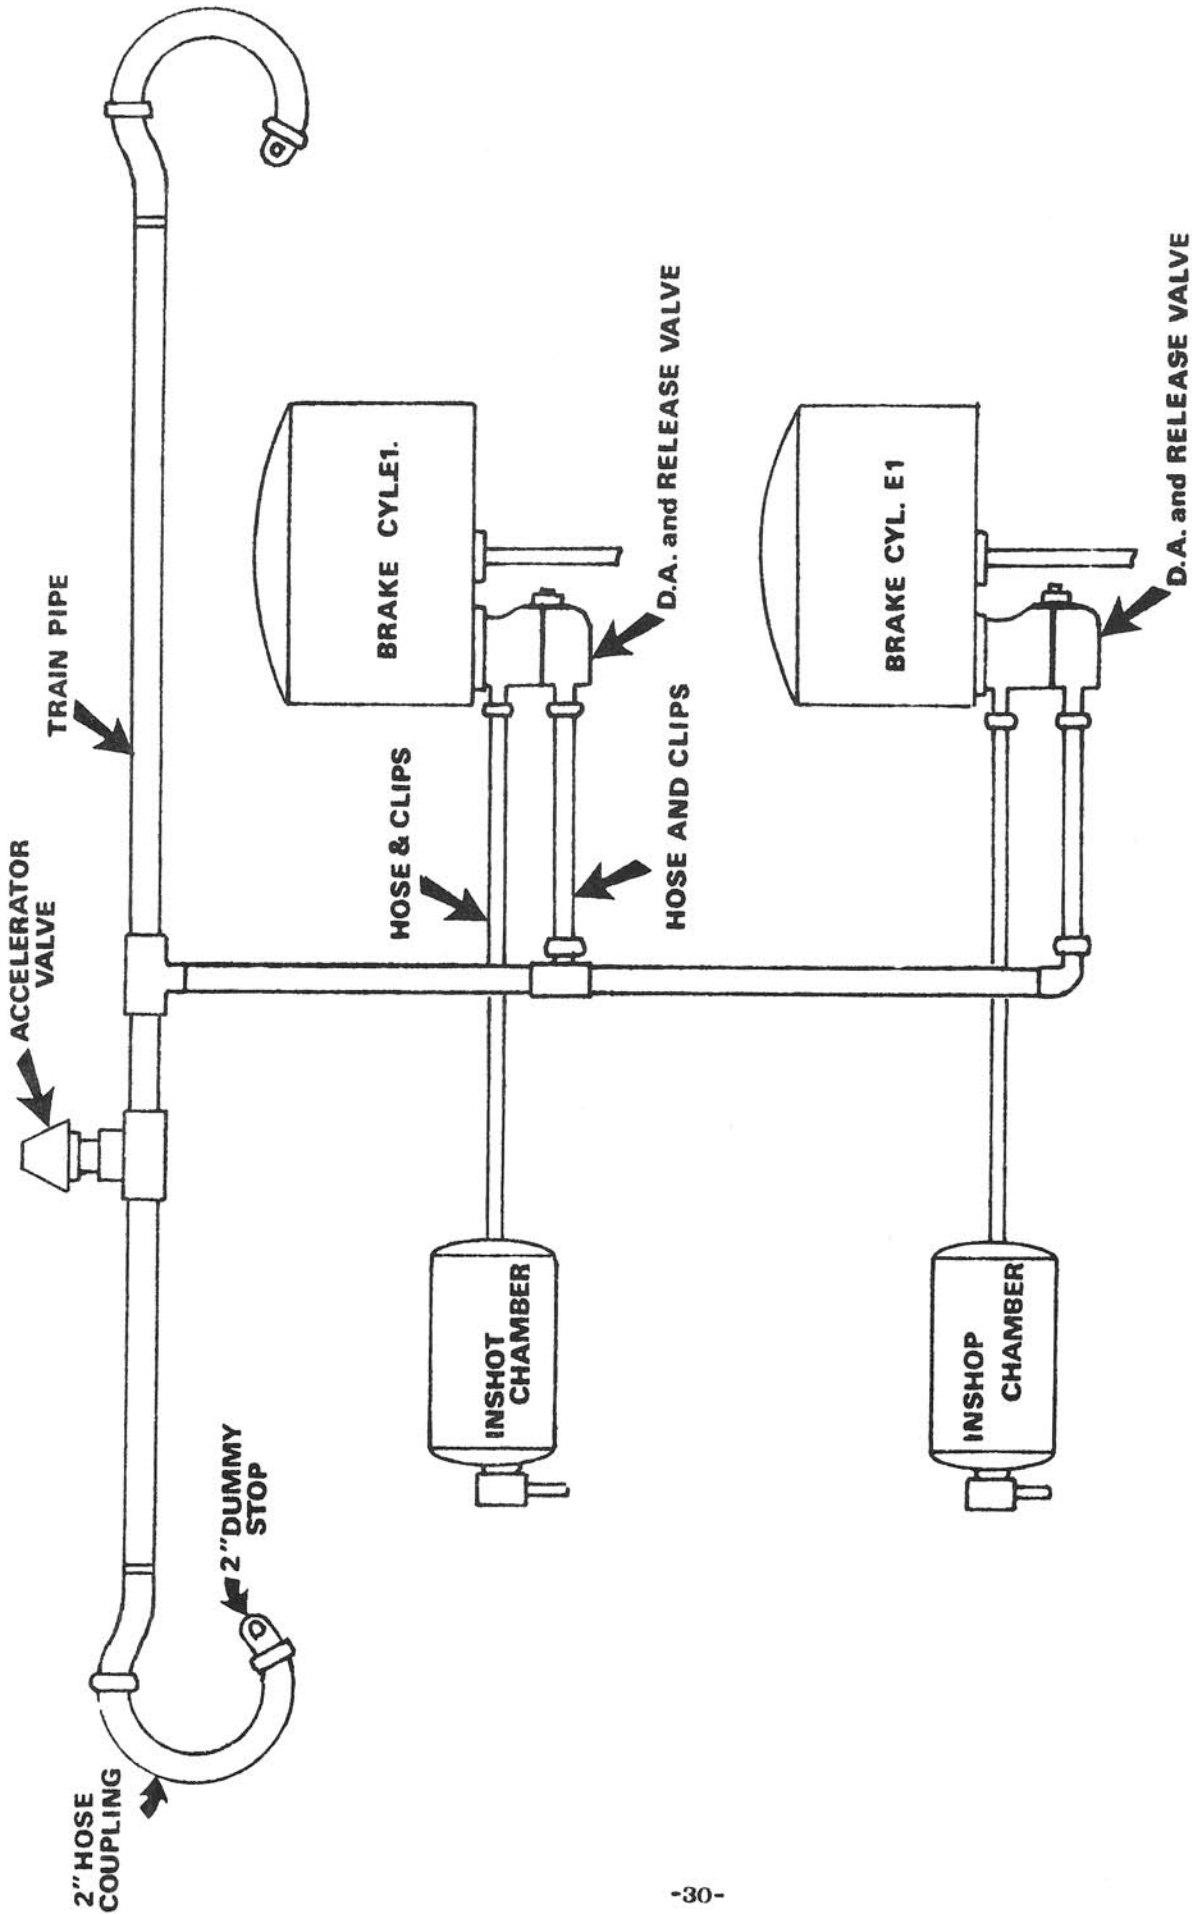 2" HOSE
COUPLING
2" DUMMY
STOP
ACCELERATOR
VALVE
TRAIN PIPE
INSHOT
CHAMBER
HOSE & CLIPS
BRAKE CYL.E1.
HOSE AND CLIPS
D.A. and RELEASE VALVE
INSHOP
CHAMBER
BRAKE CYL. E1
D.A. and RELEASE VALVE
-30-